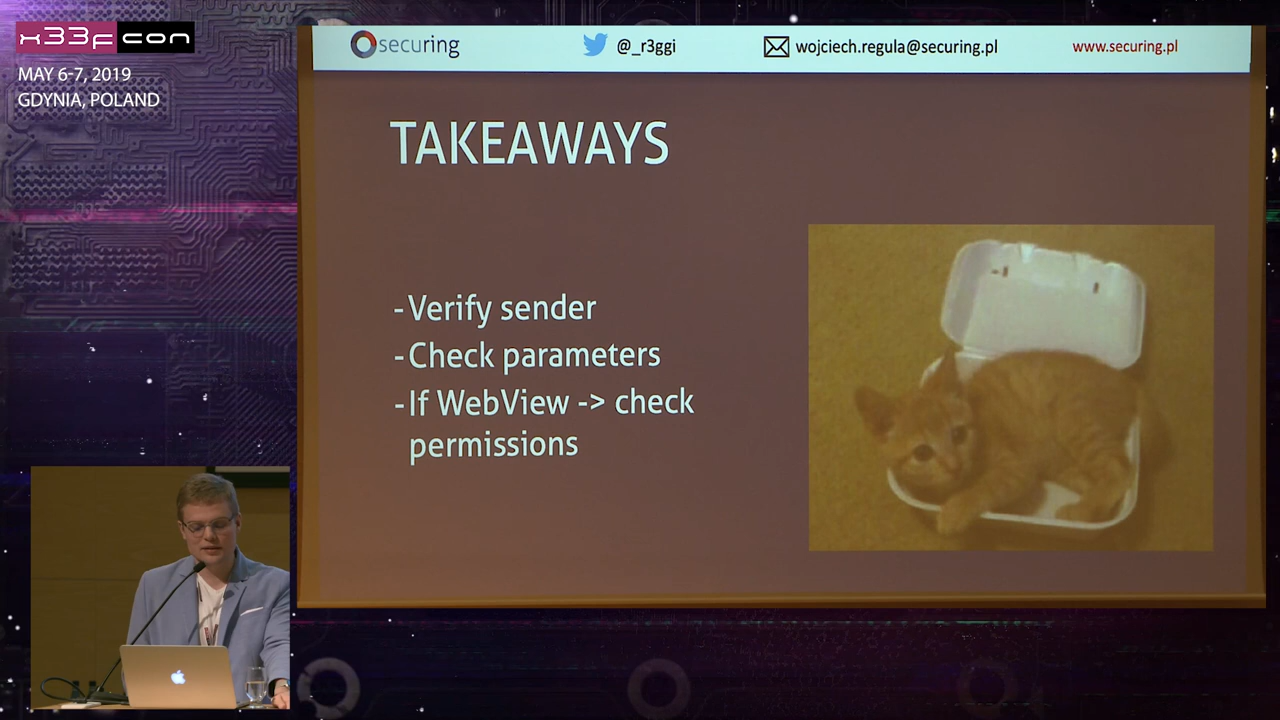 x33fcon
MAY 6-7, 2019
GDYNIA, POLAND
securing
@_r3ggi
wojciech.regula@securing.pl
www.securing.pl
TAKEAWAYS
-Verify sender
-Check parameters
-If WebView -> check
permissions